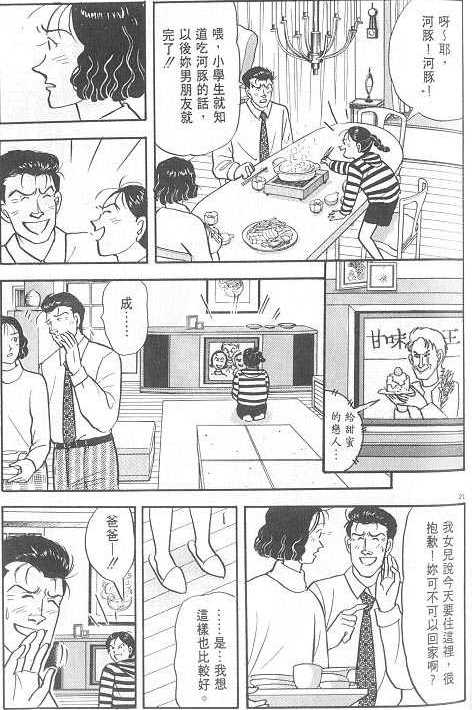 呀～耶，
河豚！河豚！
喂，小學生就知
道吃河豚的話，
以後妳男朋友就
完了!!
甘味
王
給甜蜜
的戀人…
成……
21
我女兒說今天要住這裡，很
抱歉！妳可不可以回家啊？
……是…我想
這樣也比較好。
爸爸—!!